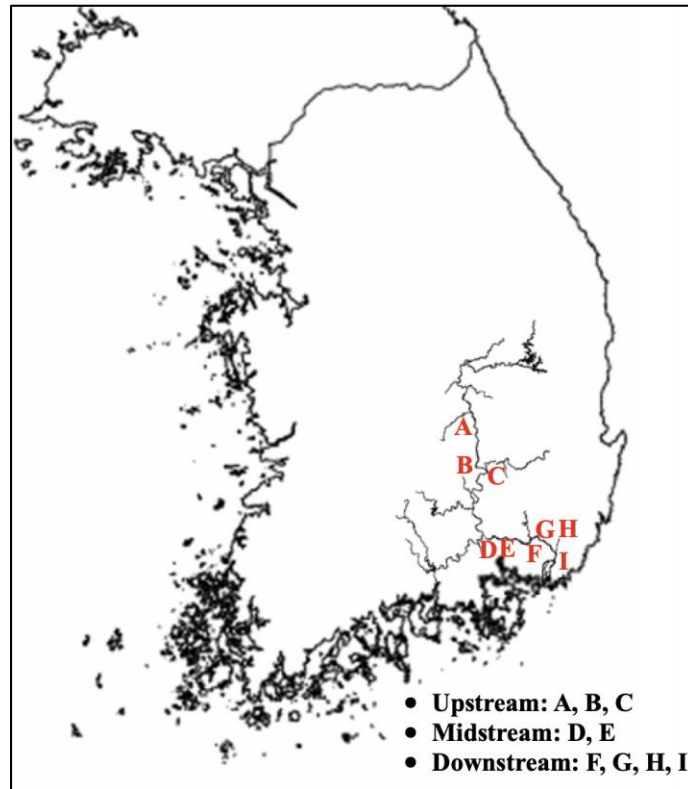 A
B
C
G H
DE F
I
• Upstream: A, B, C
• Midstream: D, E
• Downstream: F, G, H, I